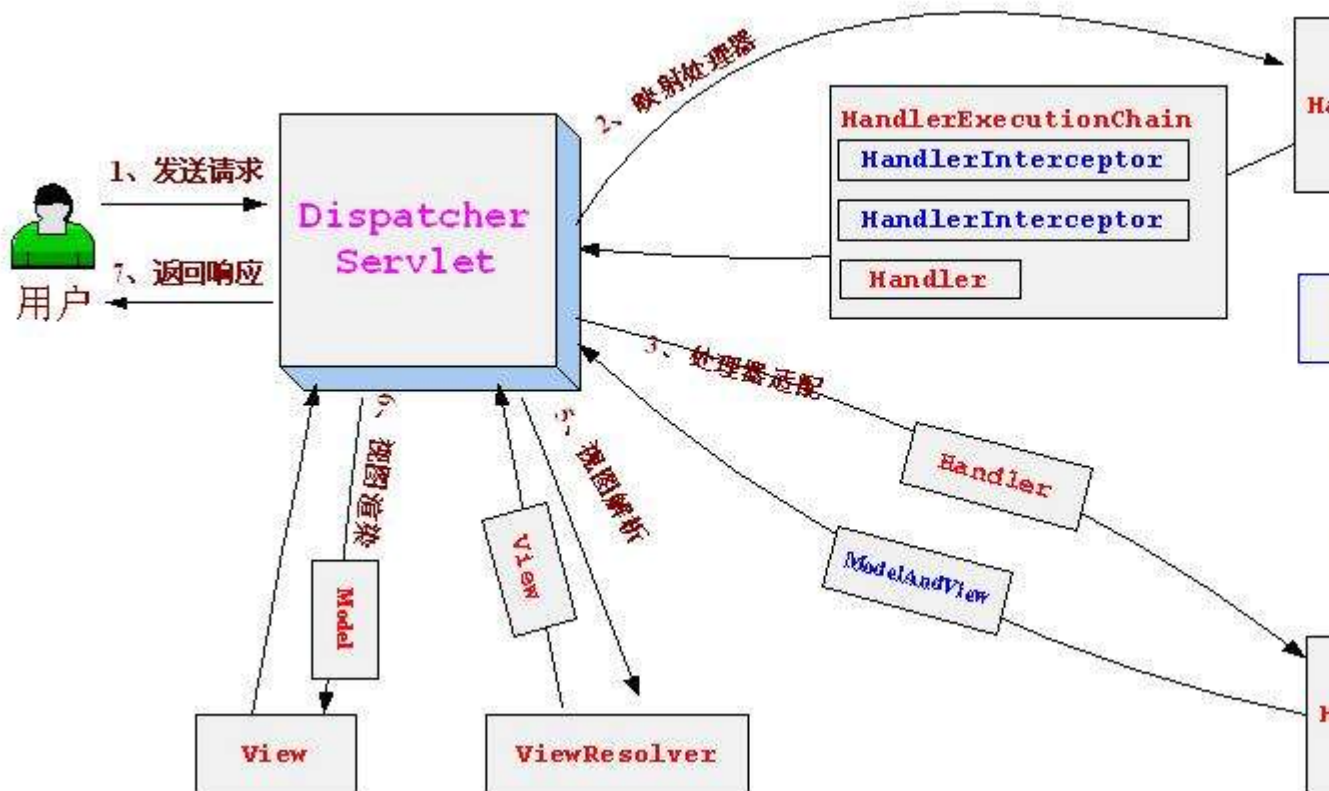 2、映射处理器
HandlerExecutionChain
HandlerInterceptor
HandlerInterceptor
Handler
Ha
1、发送请求
Dispatcher
Servlet
7、返回响应
用户
3、处理器适配
Handler
ModelAndView
6、视图渲染
5、视图解析
Model
View
View
ViewResolver
H